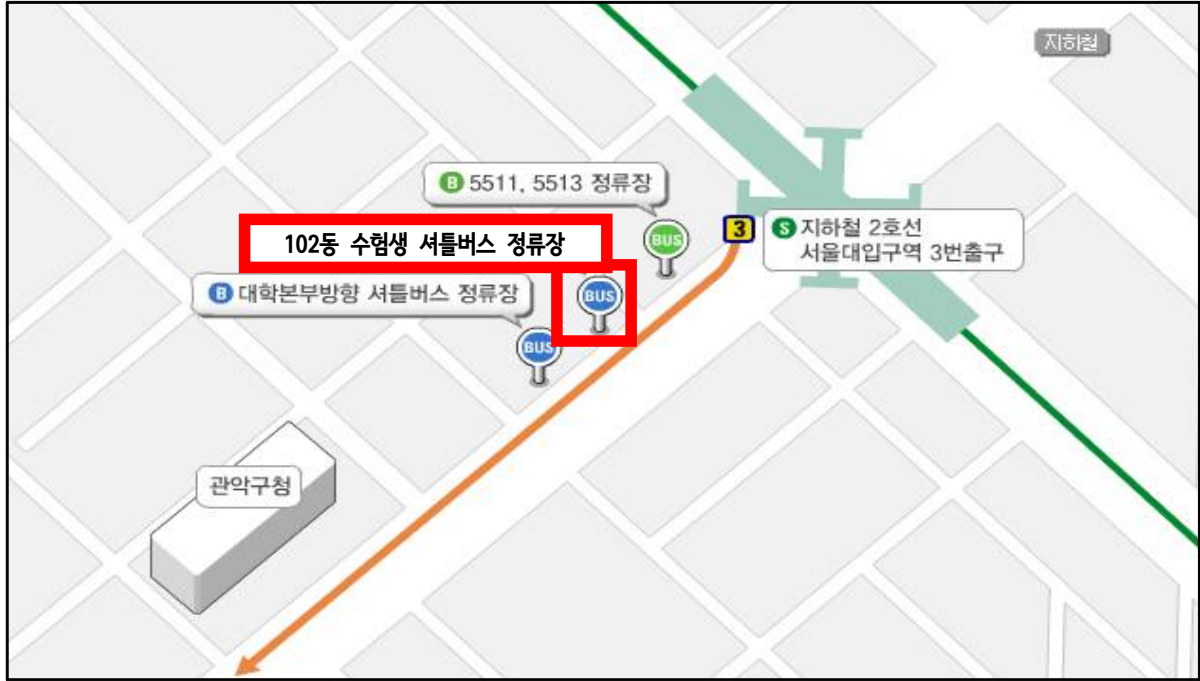 지하철
B 5511, 5513 정류장
BUS
3
S 지하철 2호선
서울대입구역 3번출구
102동 수험생 셔틀버스 정류장
BUS
B 대학본부방향 셔틀버스 정류장
BUS
관악구청